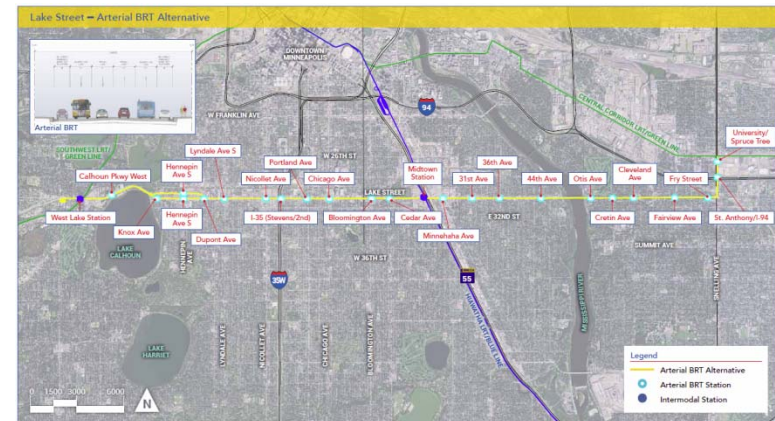 Lake Street – Arterial BRT Alternative
Arterial BRT
DOWNTOWN
MINNEAPOLIS
W FRANKLIN AVE
94
CENTRAL CORRIDOR LRT/GREEN LINE
SOUTHWEST LRT/
GREEN LINE
W 26TH ST
University/
Spruce Tree
Lyndale Ave S
Hennepin
Ave S
Portland Ave
Calhoun Pkwy West
Nicollet Ave
Chicago Ave
Midtown
Station
36th Ave
31st Ave
44th Ave
Otis Ave
Cleveland
Ave
Fry Street
LAKE STREET
West Lake Station
Knox Ave
Hennepin
Ave S
Dupont Ave
I-35 (Stevens/2nd)
Bloomington Ave
Cedar Ave
Minnehaha Ave
E 32ND ST
Cretin Ave
Fairview Ave
St. Anthony/I-94
SUMMIT AVE
LAKE
CALHOUN
HENNEPIN
AVE
W 36TH ST
35W
55
HIAWATHA LRT/BLUE LINE
MISSISSIPPI RIVER
SNELLING AVE
LAKE
HARRIET
LYNDALE AVE
NICOLLET AVE
CHICAGO AVE
BLOOMINGTON AVE
0 1500 3000 6000
N
Legend
Arterial BRT Alternative
Arterial BRT Station
Intermodal Station